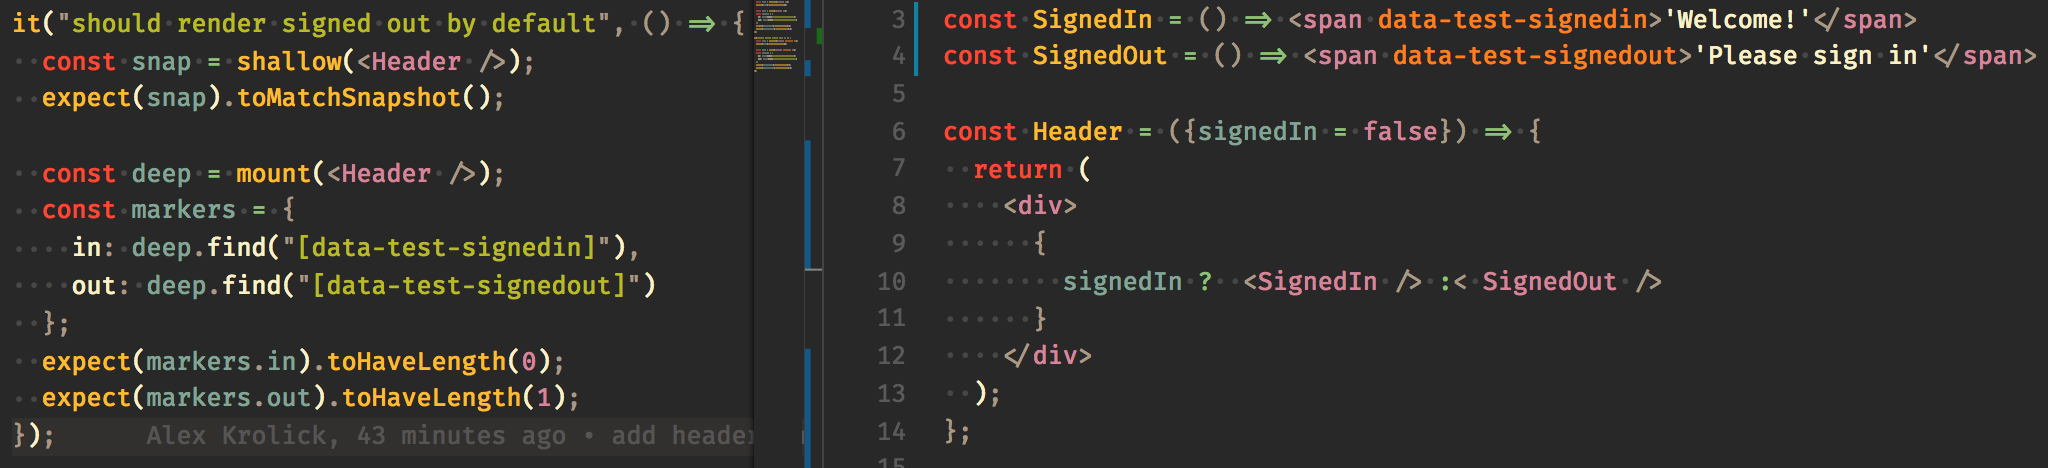 it("should render signed out by default", () => {
  const snap = shallow(<Header />);
  expect(snap).toMatchSnapshot();

  const deep = mount(<Header />);
  const markers = {
    in: deep.find("[data-test-signedin]"),
    out: deep.find("[data-test-signedout]")
  };
  expect(markers.in).toHaveLength(0);
  expect(markers.out).toHaveLength(1);
});      Alex Krolick, 43 minutes ago • add header
3 const SignedIn = () => <span data-test-signedin>'Welcome!'</span>
4 const SignedOut = () => <span data-test-signedout>'Please sign in'</span>
5
6 const Header = ({signedIn = false}) => {
7   return (
8     <div>
9       {
10         signedIn ?  <SignedIn /> :< SignedOut />
11       }
12     </div>
13   );
14 };
15